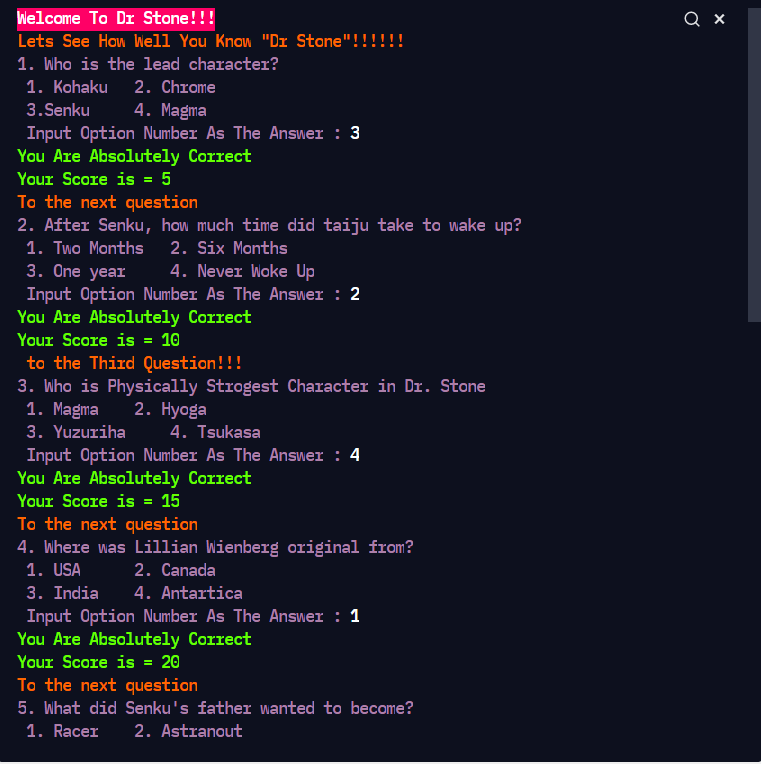 Welcome To Dr Stone!!!
Lets See How Well You Know "Dr Stone"!!!!!!
1. Who is the lead character?
1. Kohaku 2. Chrome
3.Senku 4. Magma
Input Option Number As The Answer : 3
You Are Absolutely Correct
Your Score is = 5
To the next question
2. After Senku, how much time did taiju take to wake up?
1. Two Months 2. Six Months
3. One year 4. Never Woke Up
Input Option Number As The Answer : 2
You Are Absolutely Correct
Your Score is = 10
to the Third Question!!!
3. Who is Physically Strogest Character in Dr. Stone
1. Magma 2. Hyoga
3. Yuzuriha 4. Tsukasa
Input Option Number As The Answer : 4
You Are Absolutely Correct
Your Score is = 15
To the next question
4. Where was Lillian Wienberg original from?
1. USA 2. Canada
3. India 4. Antartica
Input Option Number As The Answer : 1
You Are Absolutely Correct
Your Score is = 20
To the next question
5. What did Senku's father wanted to become?
1. Racer 2. Astranout